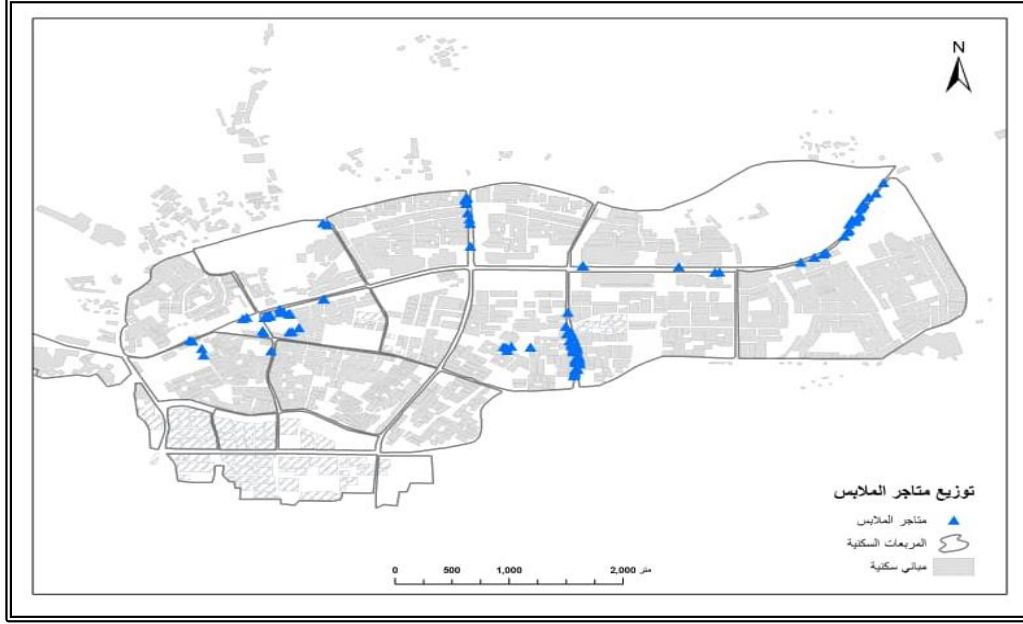 N
توزيع متاجر الملابس
متاجر الملابس
المربعات السكنية
مباني سكنية
0 500 1,000 2,000 متر